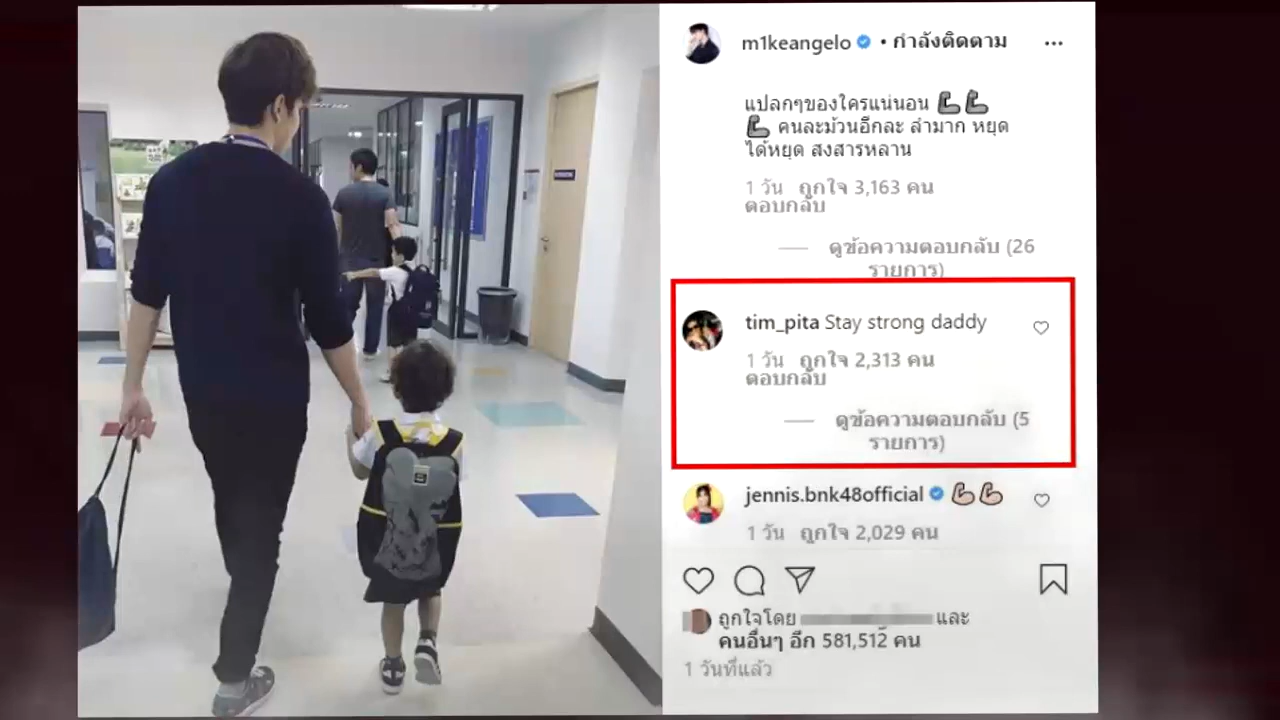 m1keangelo • กำลังติดตาม ...
แปลกๆของใครแน่นอน 💪💪
💪 คนละม้วนอีกละ ลำมาก หยุด
ได้หยุด สงสารหลาน
1 วัน ถูกใจ 3,163 คน
ตอบกลับ
ดูข้อความตอบกลับ (26
รายการ)
tim_pita Stay strong daddy
1 วัน ถูกใจ 2,313 คน
ตอบกลับ
ดูข้อความตอบกลับ (5
รายการ)
jennis.bnk48official 💪💪
1 วัน ถูกใจ 2,029 คน
ถูกใจโดย และ
คนอื่นๆ อีก 581,512 คน
1 วันที่แล้ว